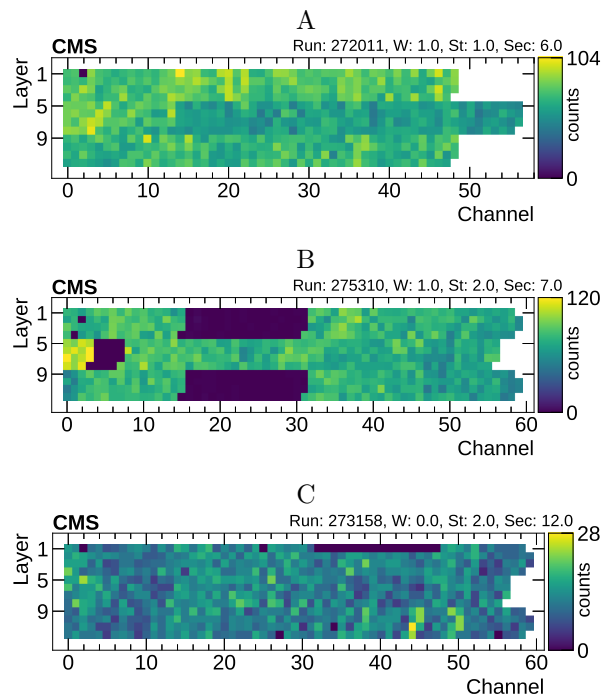 A
CMS Run: 272011, W: 1.0, St: 1.0, Sec: 6.0
Layer
1
5
9
0 10 20 30 40 50
Channel
104
counts
0
B
CMS Run: 275310, W: 1.0, St: 2.0, Sec: 7.0
Layer
1
5
9
0 10 20 30 40 50 60
Channel
120
counts
0
C
CMS Run: 273158, W: 0.0, St: 2.0, Sec: 12.0
Layer
1
5
9
0 10 20 30 40 50 60
Channel
28
counts
0